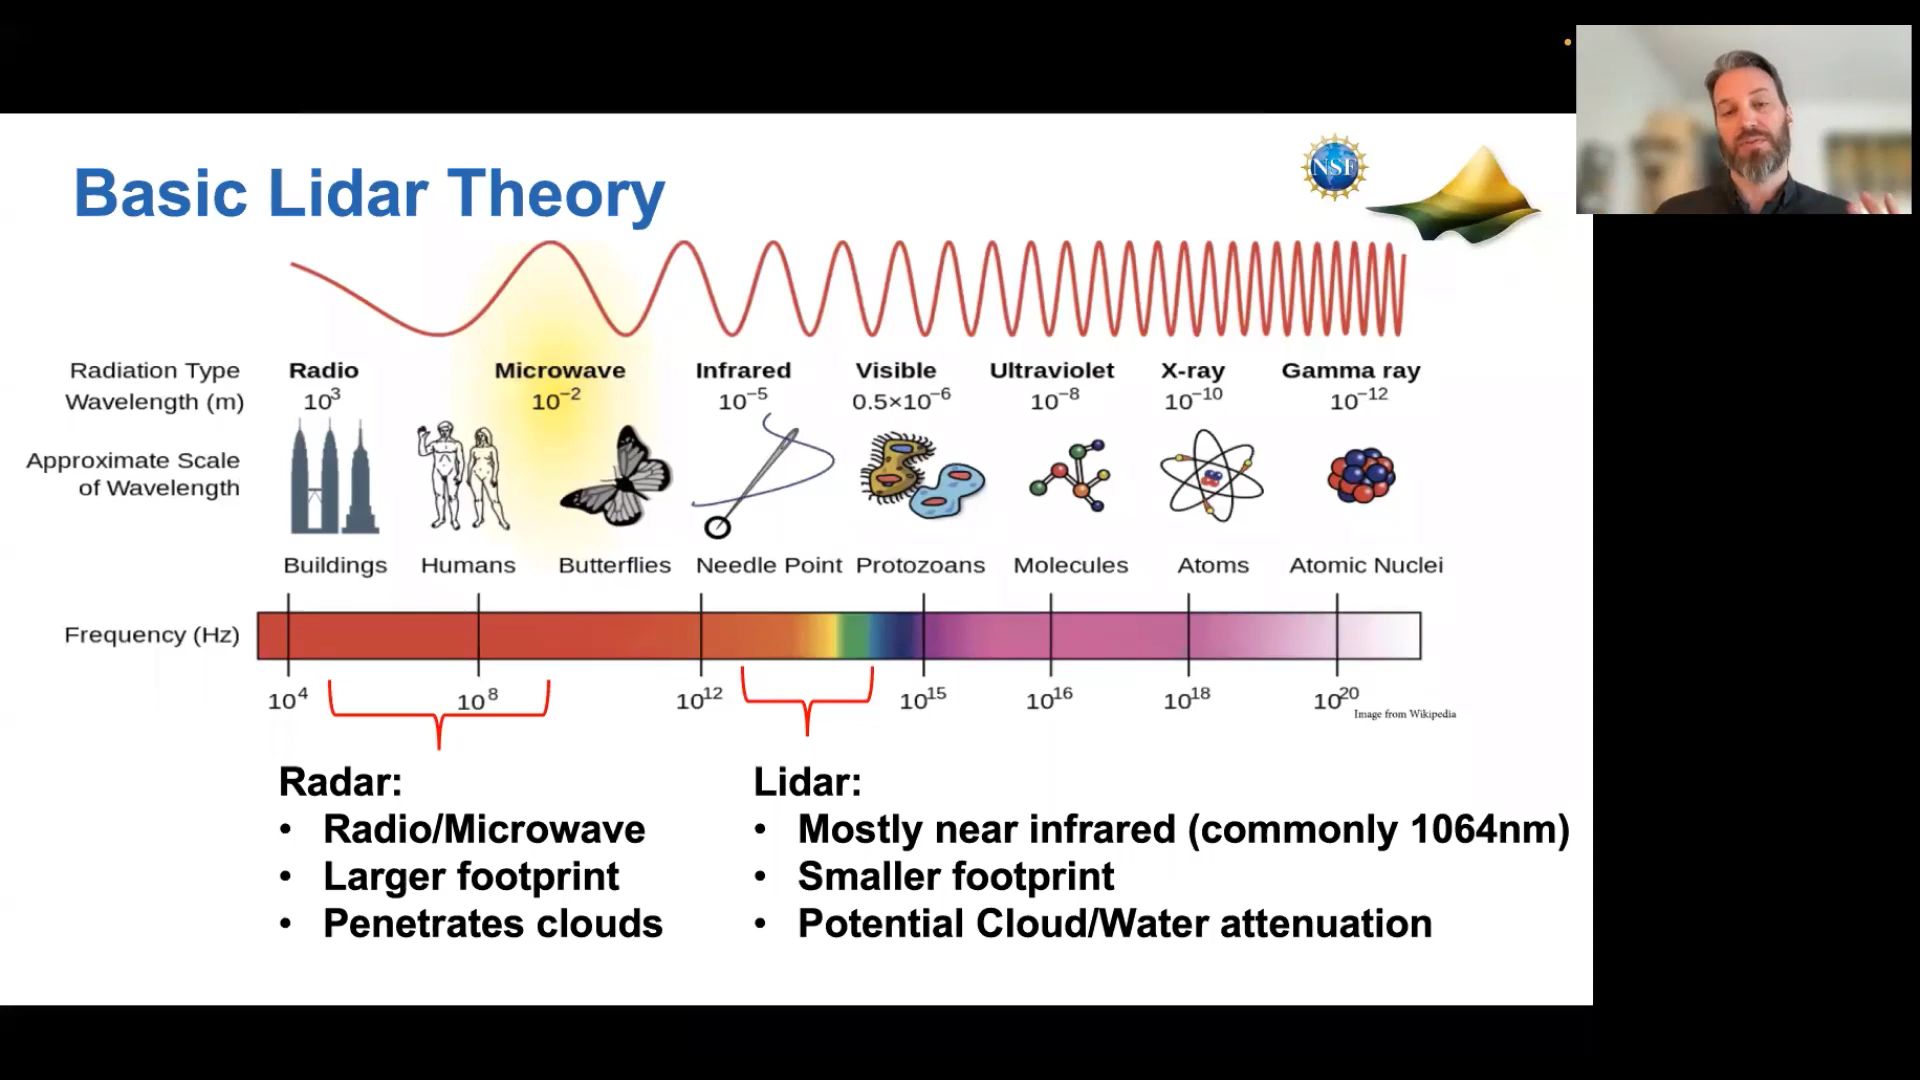 NSF
Basic Lidar Theory
Radiation Type Radio Microwave Infrared Visible Ultraviolet X-ray Gamma ray
Wavelength (m) 10³ 10⁻² 10⁻⁵ 0.5×10⁻⁶ 10⁻⁸ 10⁻¹⁰ 10⁻¹²
Approximate Scale
of Wavelength
Buildings Humans Butterflies Needle Point Protozoans Molecules Atoms Atomic Nuclei
Frequency (Hz)
10⁴ 10⁸ 10¹² 10¹⁵ 10¹⁶ 10¹⁸ 10²⁰
Image from Wikipedia
Radar:
• Radio/Microwave
• Larger footprint
• Penetrates clouds
Lidar:
• Mostly near infrared (commonly 1064nm)
• Smaller footprint
• Potential Cloud/Water attenuation